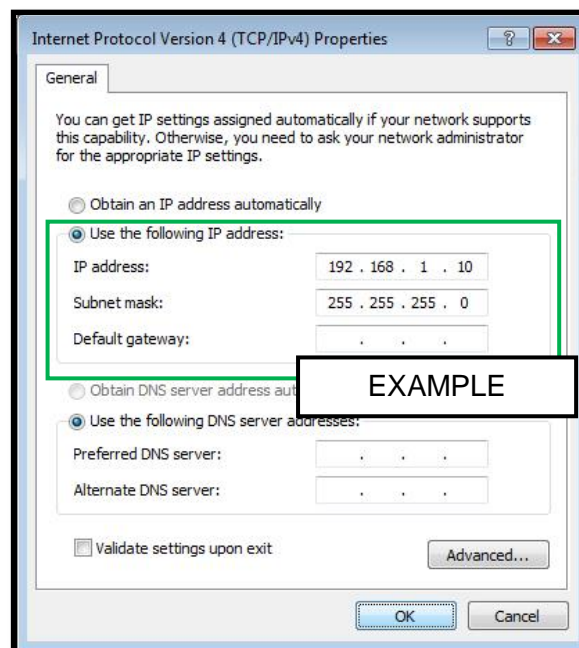 Internet Protocol Version 4 (TCP/IPv4) Properties
General
You can get IP settings assigned automatically if your network supports
this capability. Otherwise, you need to ask your network administrator
for the appropriate IP settings.
Obtain an IP address automatically
Use the following IP address:
IP address: 192 . 168 . 1 . 10
Subnet mask: 255 . 255 . 255 . 0
Default gateway: . . .
EXAMPLE
Obtain DNS server address aut
Use the following DNS server addresses:
Preferred DNS server: . . .
Alternate DNS server: . . .
Validate settings upon exit
Advanced...
OK Cancel